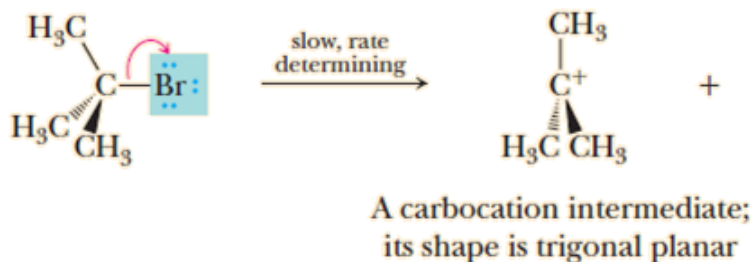 H₃C
C—Br
H₃C
CH₃
slow, rate
determining
CH₃
C⁺
H₃C CH₃
+
A carbocation intermediate;
its shape is trigonal planar